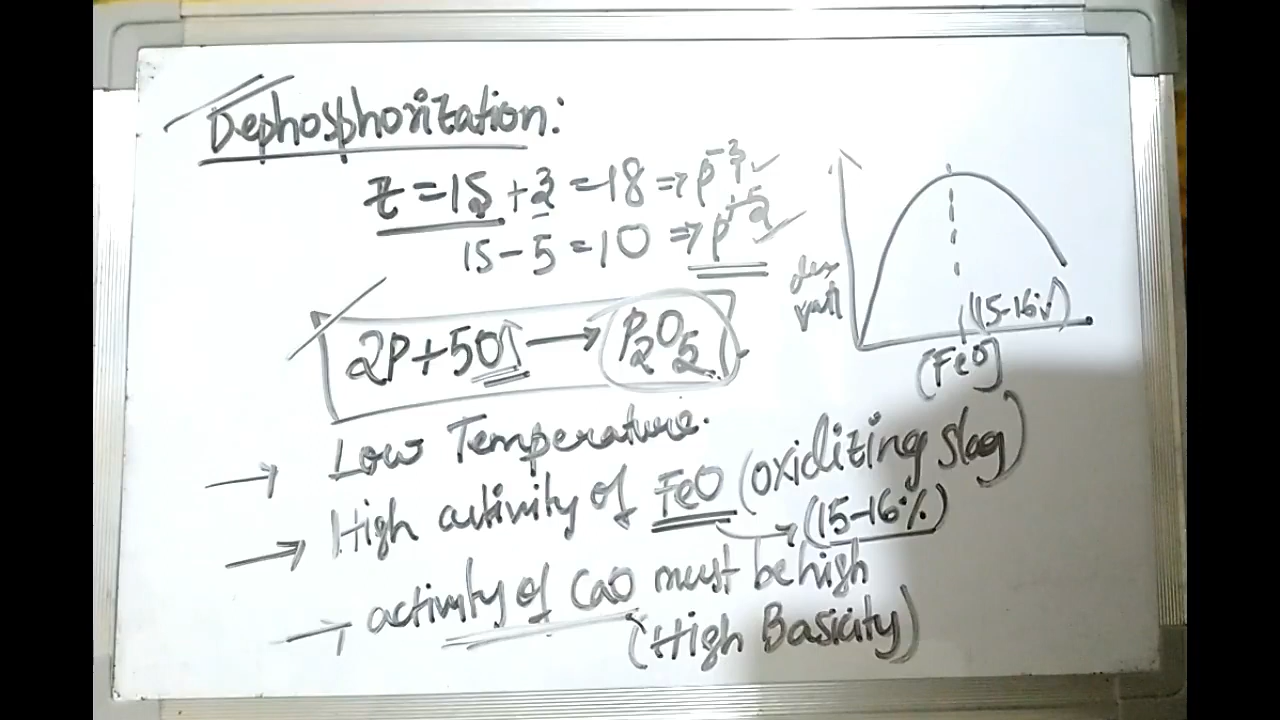 Dephosphorization:
Z = 15 + 3 = 18 ⇒ P⁻³ ✓
15 - 5 = 10 ⇒ P⁺⁵ ✓
2P + 5O → P₂O₅
→ Low Temperature.
→ High activity of FeO (oxidizing slag)
→ (15-16%)
→ activity of CaO must be high
(High Basicity)
(15-16%)
[FeO]